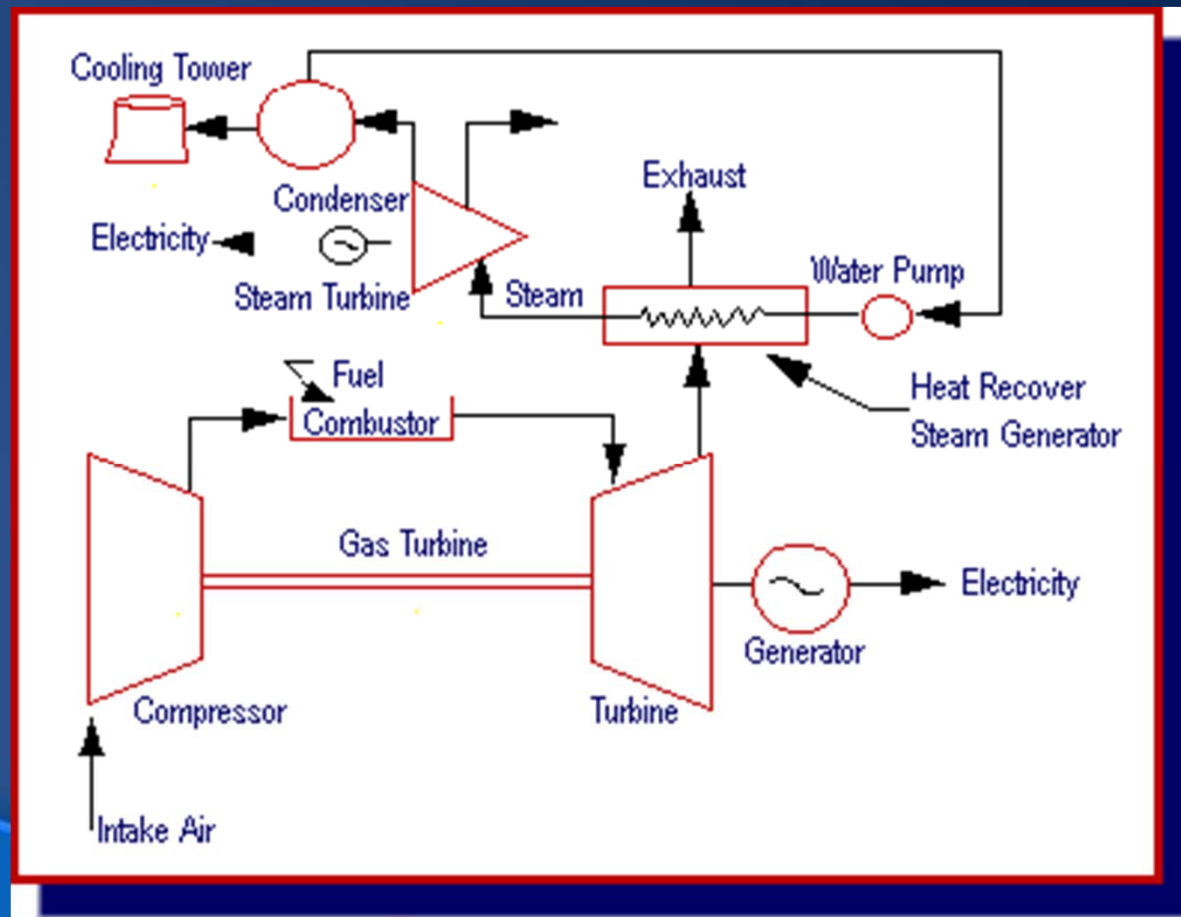 Cooling Tower
Exhaust
Condenser
Electricity
Water Pump
Steam Turbine
Steam
Fuel
Heat Recover
Steam Generator
Combustor
Gas Turbine
Electricity
Generator
Compressor
Turbine
Intake Air